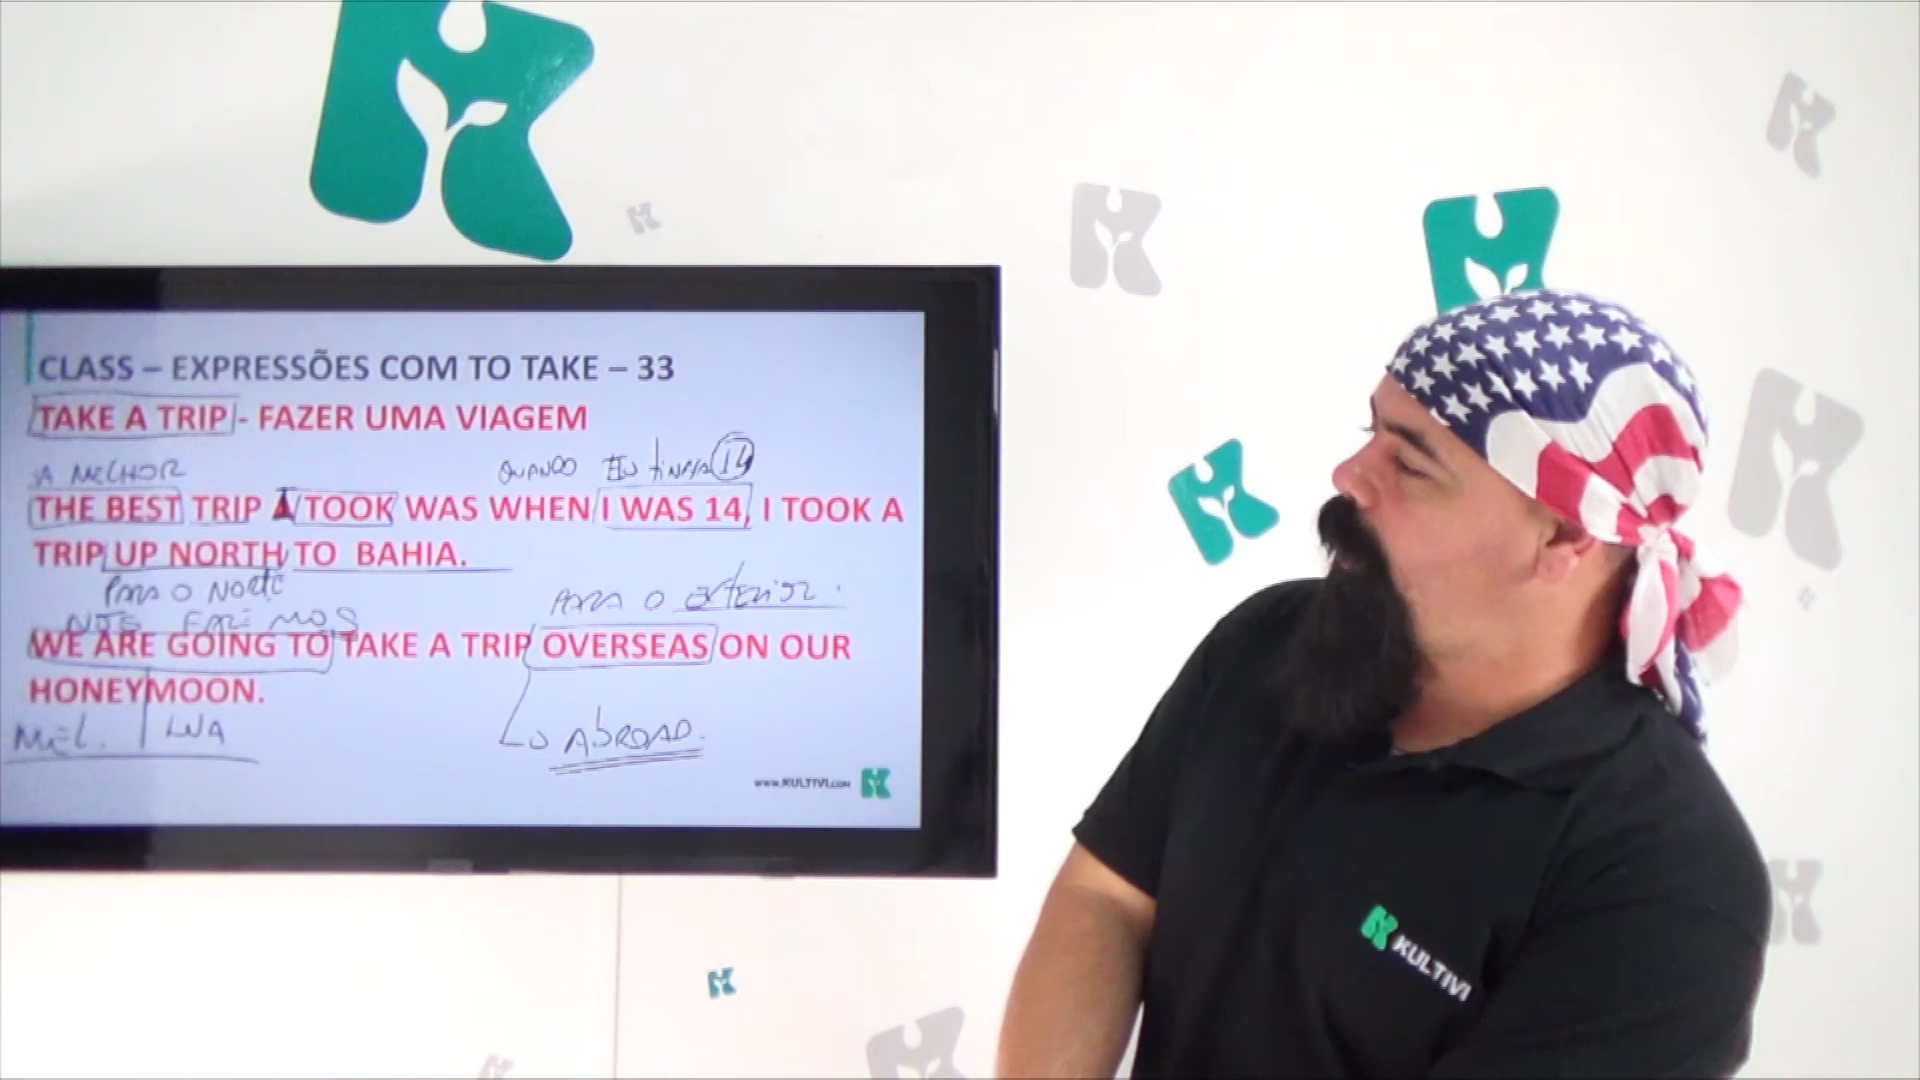 CLASS – EXPRESSÕES COM TO TAKE – 33
TAKE A TRIP - FAZER UMA VIAGEM
A MELHOR QUANDO EU TINHA 14
THE BEST TRIP I TOOK WAS WHEN I WAS 14, I TOOK A
TRIP UP NORTH TO BAHIA.
PARA O NORTE
PARA O EXTERIOR.
NÓS FAZEMOS
WE ARE GOING TO TAKE A TRIP OVERSEAS ON OUR
HONEYMOON.
MEL. LUA
ABROAD.
WWW.KULTIVI.COM
KULTIVI